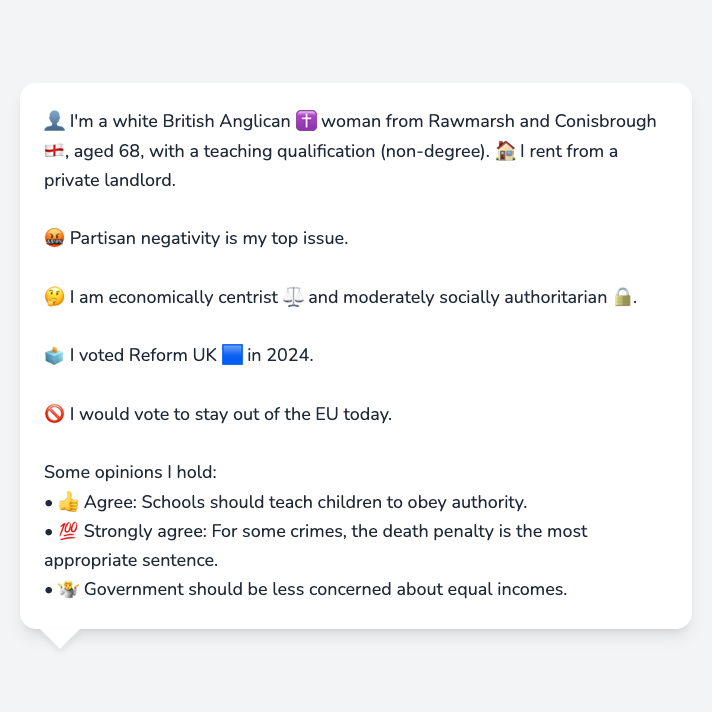 👤 I'm a white British Anglican ✝️ woman from Rawmarsh and Conisbrough
🏴󠁧󠁢󠁥󠁮󠁧󠁿, aged 68, with a teaching qualification (non-degree). 🏠 I rent from a
private landlord.
🤬 Partisan negativity is my top issue.
🤔 I am economically centrist ⚖️ and moderately socially authoritarian 🔒.
🗳️ I voted Reform UK 🟦 in 2024.
🚫 I would vote to stay out of the EU today.
Some opinions I hold:
• 👍 Agree: Schools should teach children to obey authority.
• 💯 Strongly agree: For some crimes, the death penalty is the most
appropriate sentence.
• 🤷 Government should be less concerned about equal incomes.